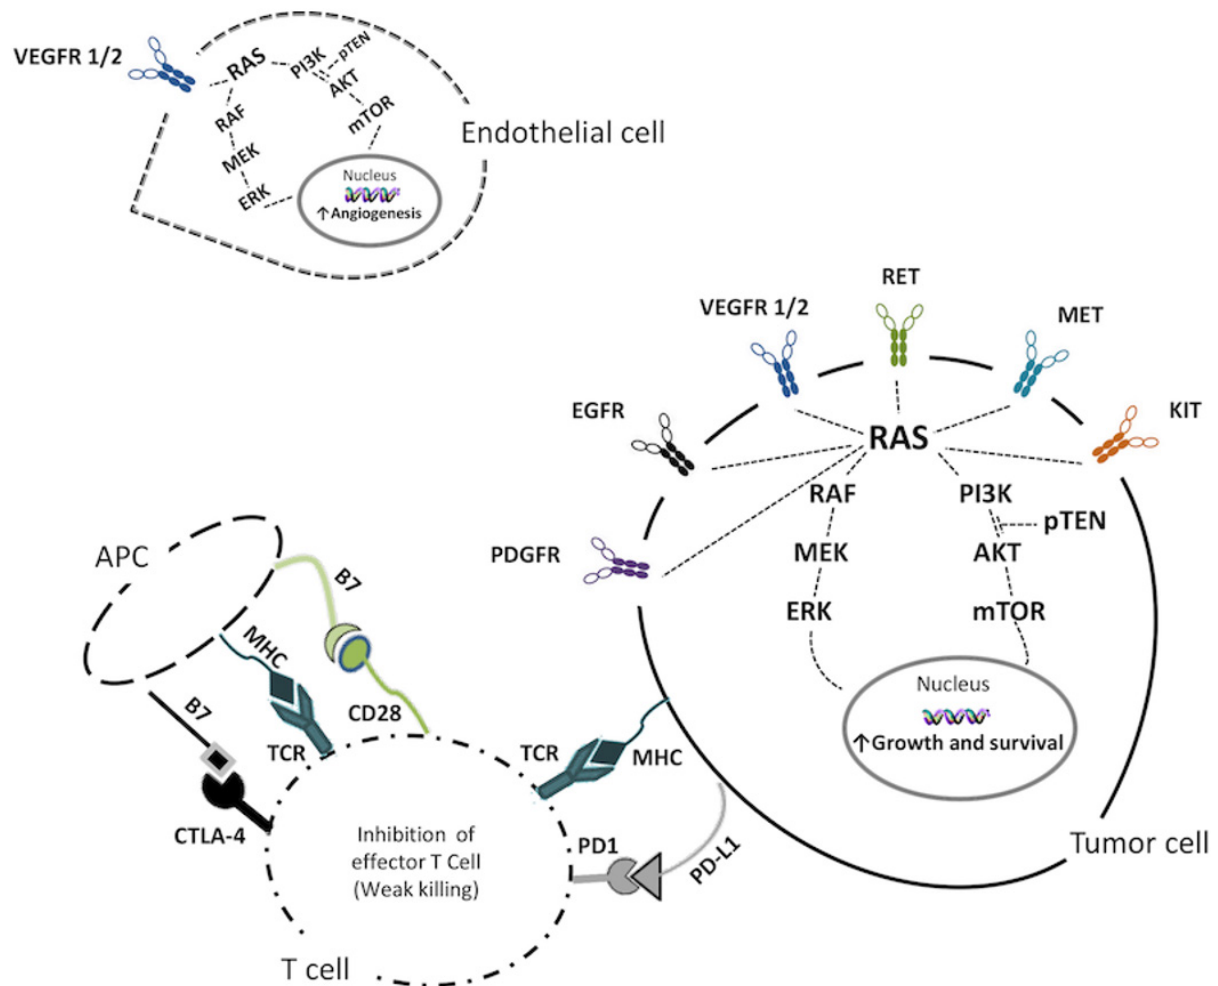 VEGFR 1/2
RAS
PI3K
pTEN
AKT
mTOR
RAF
MEK
ERK
Endothelial cell
Nucleus
↑Angiogenesis
RET
VEGFR 1/2
MET
EGFR
KIT
RAS
PDGFR
RAF
PI3K
pTEN
MEK
AKT
ERK
mTOR
Nucleus
↑Growth and survival
Tumor cell
APC
B7
MHC
B7
CD28
TCR
CTLA-4
TCR
MHC
PD1
PD-L1
Inhibition of
effector T Cell
(Weak killing)
T cell